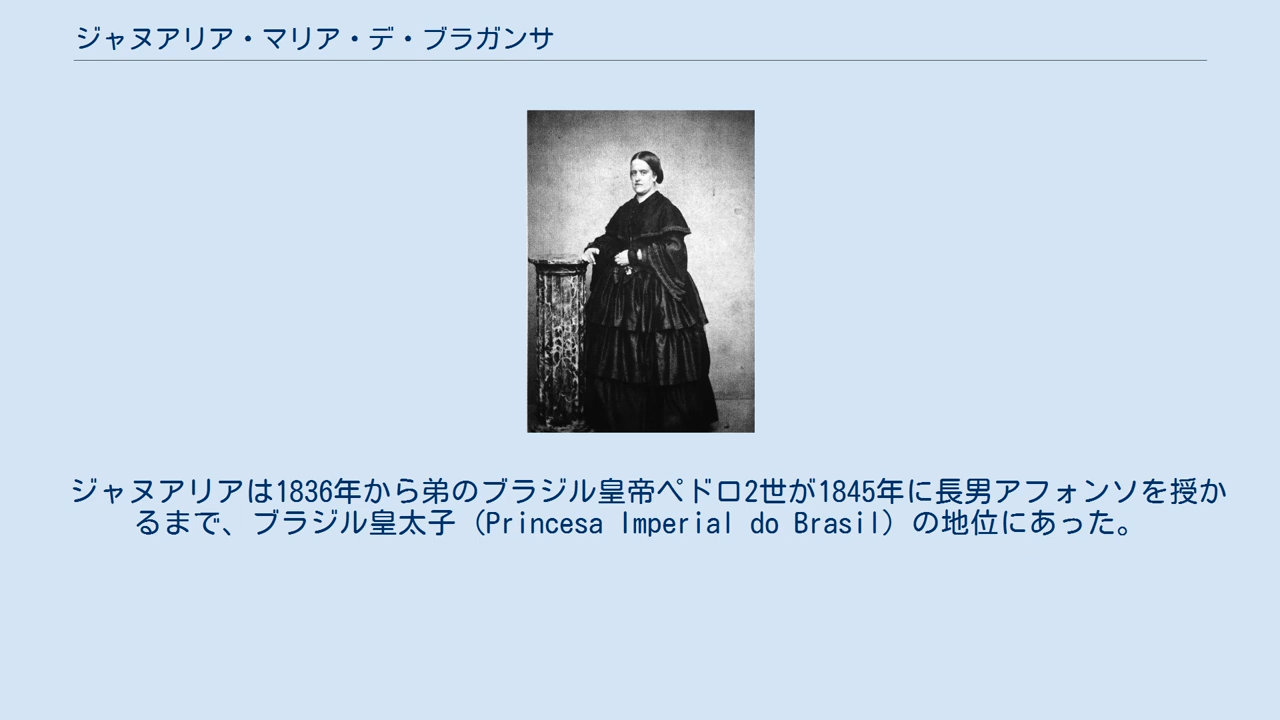 ジャヌアリア・マリア・デ・ブラガンサ
ジャヌアリアは1836年から弟のブラジル皇帝ペドロ2世が1845年に長男アフォンソを授か
るまで、ブラジル皇太子（Princesa Imperial do Brasil）の地位にあった。